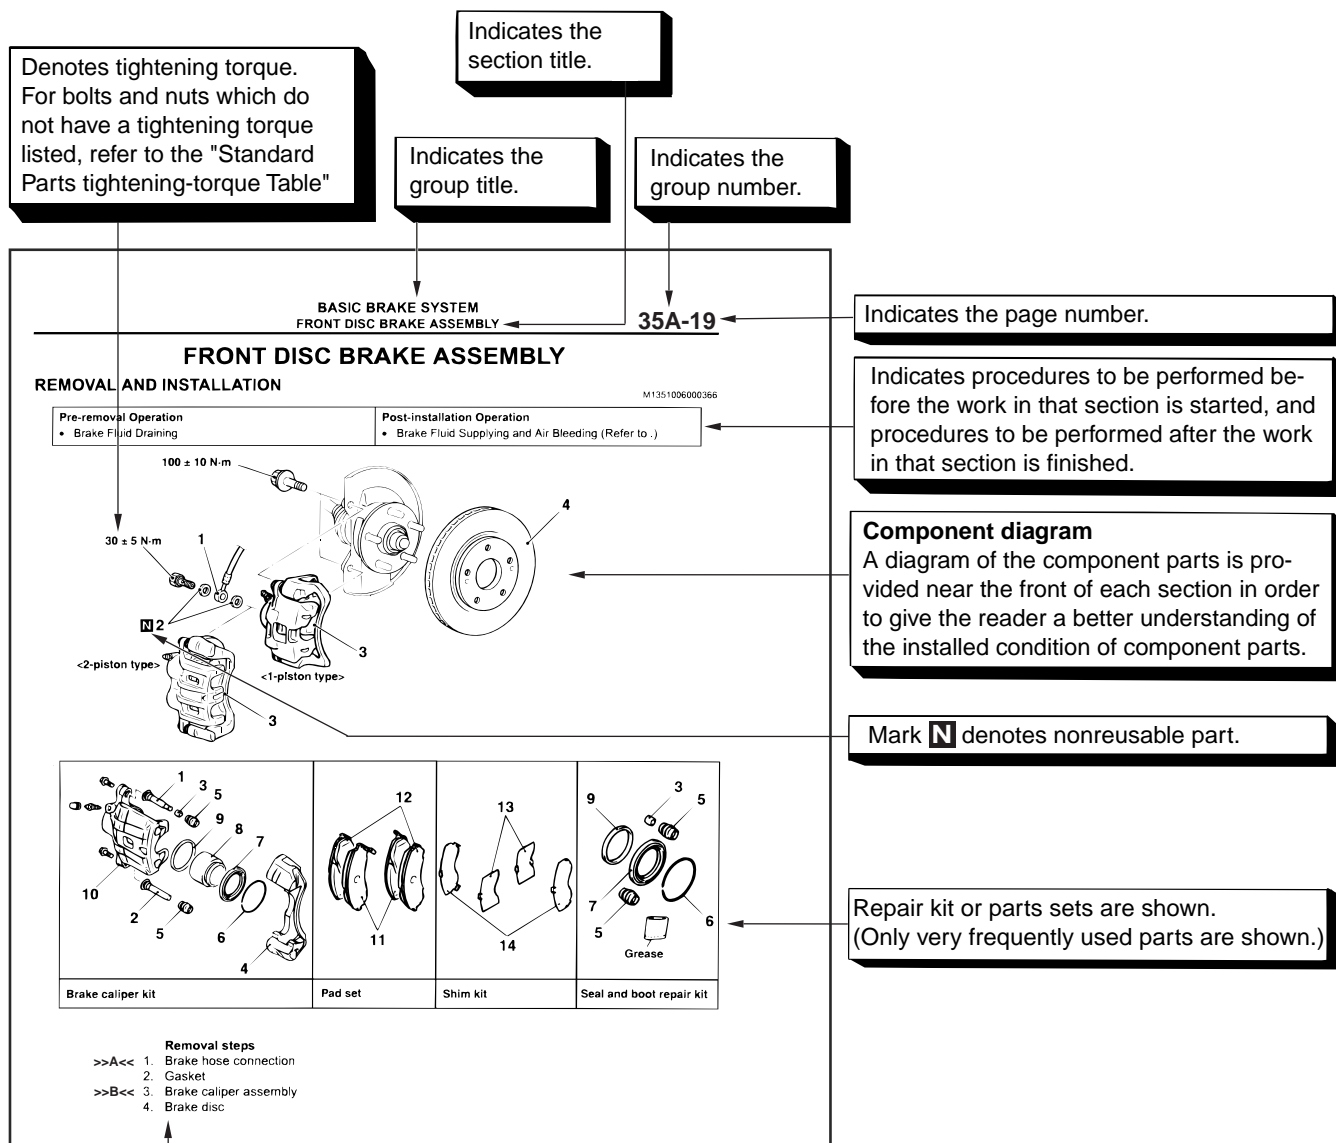 Indicates the
section title.
Denotes tightening torque.
For bolts and nuts which do
not have a tightening torque
listed, refer to the "Standard
Parts tightening-torque Table"
Indicates the
group title.
Indicates the
group number.
BASIC BRAKE SYSTEM
FRONT DISC BRAKE ASSEMBLY
35A-19
Indicates the page number.
FRONT DISC BRAKE ASSEMBLY
REMOVAL AND INSTALLATION
M1351006000366
Indicates procedures to be performed be-
fore the work in that section is started, and
procedures to be performed after the work
in that section is finished.
Pre-removal Operation
• Brake Fluid Draining
Post-installation Operation
• Brake Fluid Supplying and Air Bleeding (Refer to .)
100 ± 10 N·m
4
30 ± 5 N·m
1
N 2
3
<2-piston type>
<1-piston type>
3
Component diagram
A diagram of the component parts is pro-
vided near the front of each section in order
to give the reader a better understanding of
the installed condition of component parts.
Mark N denotes nonreusable part.
1
3
5
9
8
7
10
2
5
6
4
Brake caliper kit
12
11
Pad set
13
14
Shim kit
3
9
5
7
5
6
Grease
Seal and boot repair kit
Repair kit or parts sets are shown.
(Only very frequently used parts are shown.)
Removal steps
>>A<< 1. Brake hose connection
2. Gasket
>>B<< 3. Brake caliper assembly
4. Brake disc